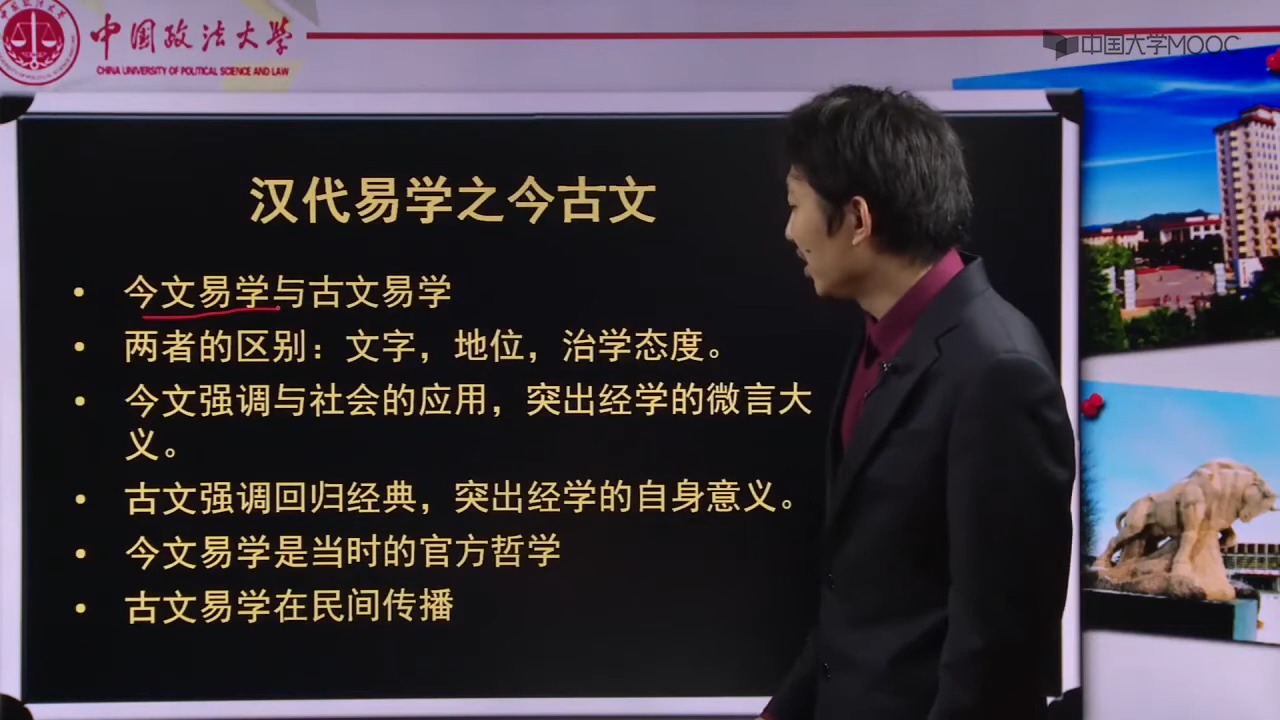 中国政法大学
CHINA UNIVERSITY OF POLITICAL SCIENCE AND LAW
中国大学MOOC
汉代易学之今古文
• 今文易学与古文易学
• 两者的区别：文字，地位，治学态度。
• 今文强调与社会的应用，突出经学的微言大
义。
• 古文强调回归经典，突出经学的自身意义。
• 今文易学是当时的官方哲学
• 古文易学在民间传播